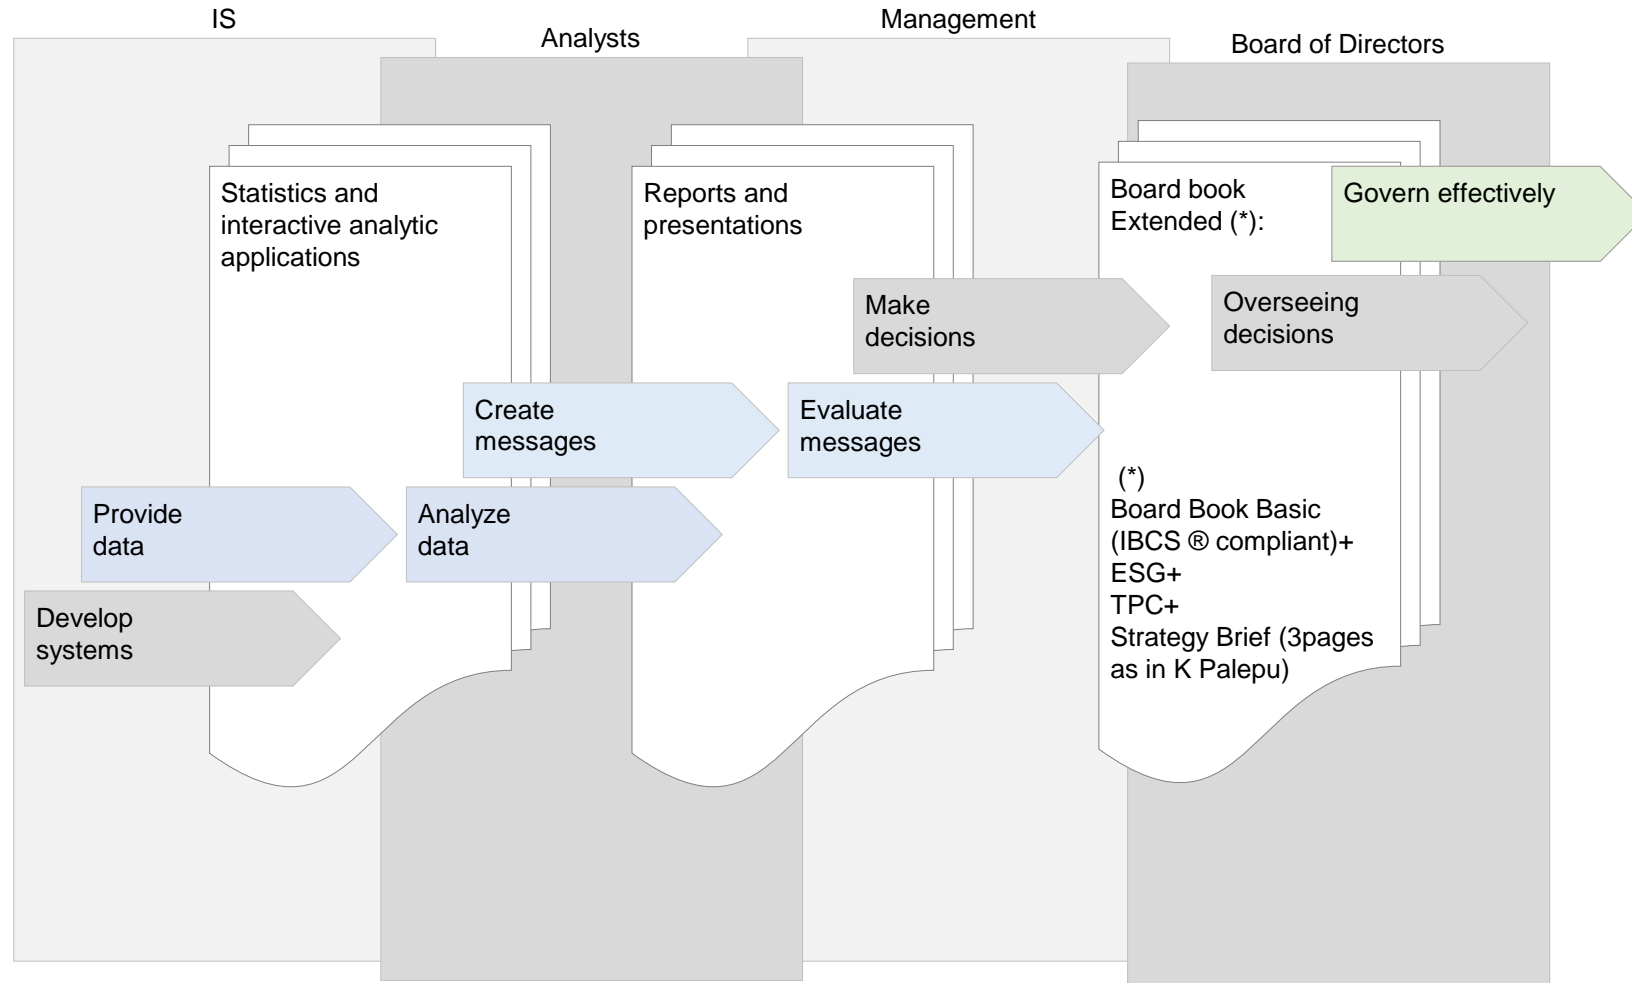 IS
Analysts
Management
Board of Directors
Statistics and
interactive analytic
applications
Reports and
presentations
Board book
Extended (*):
Govern effectively
Make
decisions
Overseeing
decisions
Create
messages
Evaluate
messages
(*)
Board Book Basic
(IBCS ® compliant)+
ESG+
TPC+
Strategy Brief (3pages
as in K Palepu)
Provide
data
Analyze
data
Develop
systems